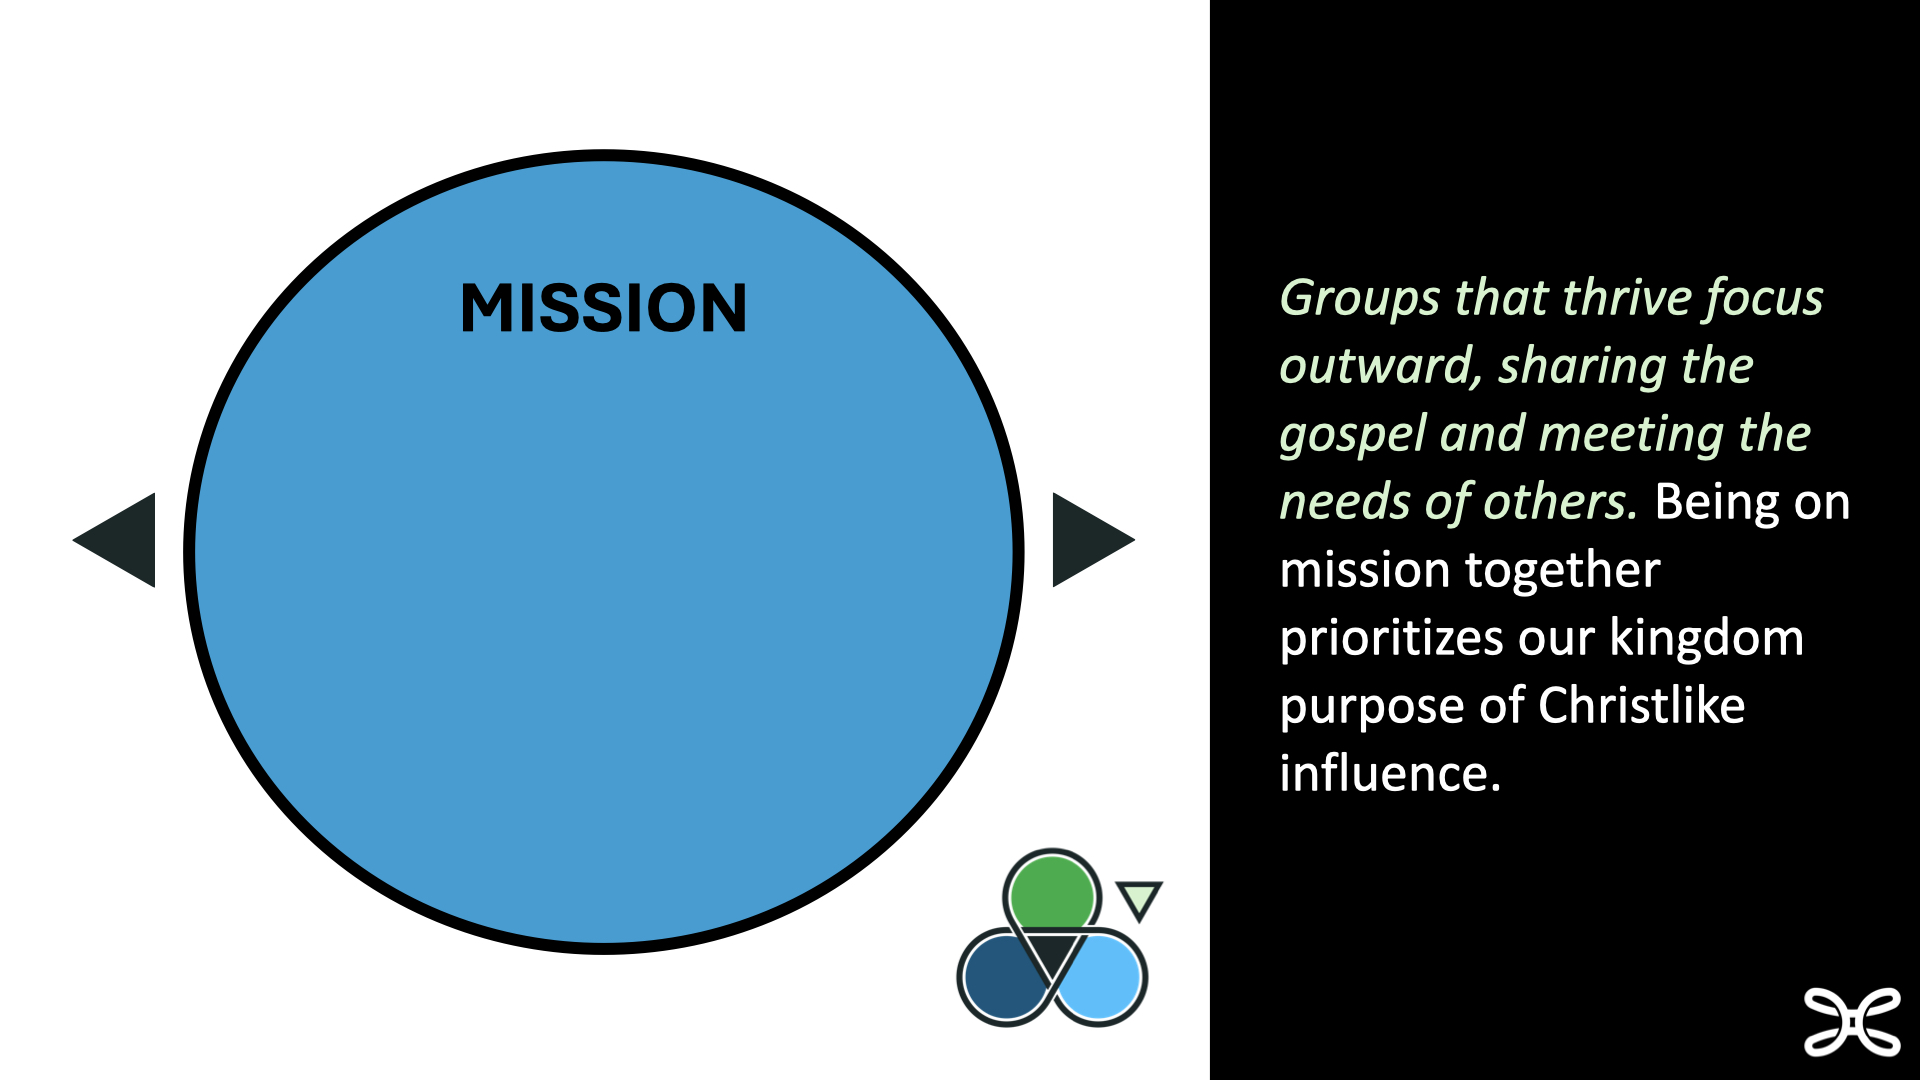 MISSION
Groups that thrive focus
outward, sharing the
gospel and meeting the
needs of others. Being on
mission together
prioritizes our kingdom
purpose of Christlike
influence.